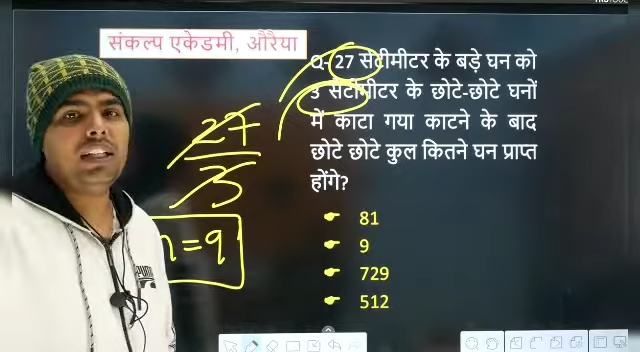 संकल्प एकेडमी, औरैया
Q- 27 सेंटीमीटर के बड़े घन को
3 सेंटीमीटर के छोटे-छोटे घनों
में काटा गया काटने के बाद
छोटे छोटे कुल कितने घन प्राप्त
होंगे?
81
9
729
512
27
3
n=9
PUMA